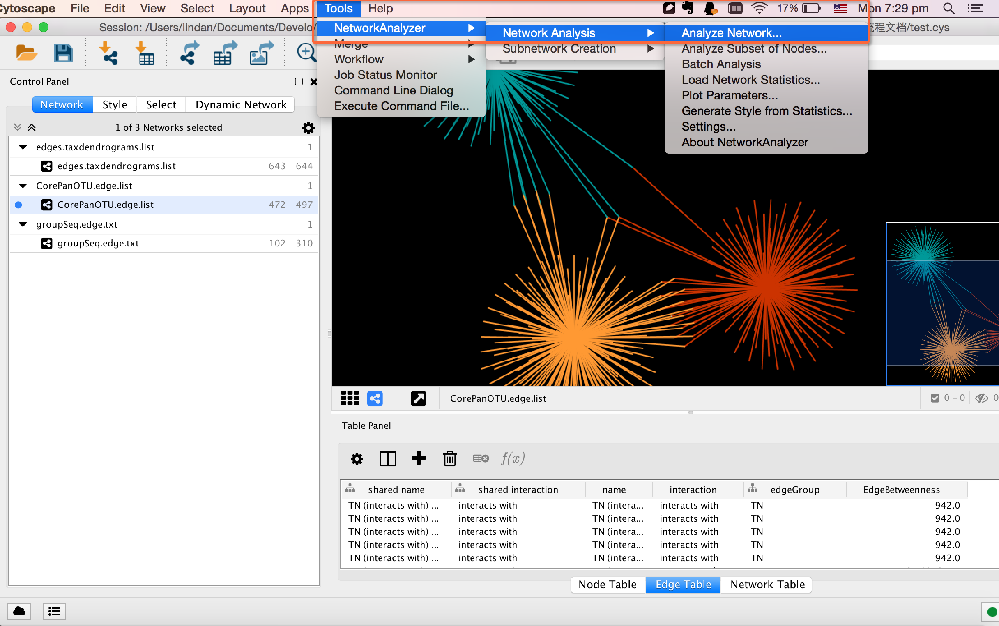 Cytoscape File Edit View Select Layout Apps Tools Help 17% Mon 7:29 pm
Session: /Users/lindan/Documents/Develo 流程文档/test.cys
NetworkAnalyzer
Merge
Workflow
Job Status Monitor
Command Line Dialog
Execute Command File...
Network Analysis
Subnetwork Creation
Analyze Network...
Analyze Subset of Nodes...
Batch Analysis
Load Network Statistics...
Plot Parameters...
Generate Style from Statistics...
Settings...
About NetworkAnalyzer
Control Panel
Network Style Select Dynamic Network
1 of 3 Networks selected
edges.taxdendrograms.list 1
edges.taxdendrograms.list 643 644
CorePanOTU.edge.list 1
CorePanOTU.edge.list 472 497
groupSeq.edge.txt 1
groupSeq.edge.txt 102 310
CorePanOTU.edge.list 0 - 0 0
Table Panel
f(x)
shared name shared interaction name interaction edgeGroup EdgeBetweenness
TN (interacts with) ... interacts with TN (intera... interacts with TN 942.0
TN (interacts with) ... interacts with TN (intera... interacts with TN 942.0
TN (interacts with) ... interacts with TN (intera... interacts with TN 942.0
TN (interacts with) ... interacts with TN (intera... interacts with TN 942.0
TN (interacts with) ... interacts with TN (intera... interacts with TN 942.0
Node Table Edge Table Network Table